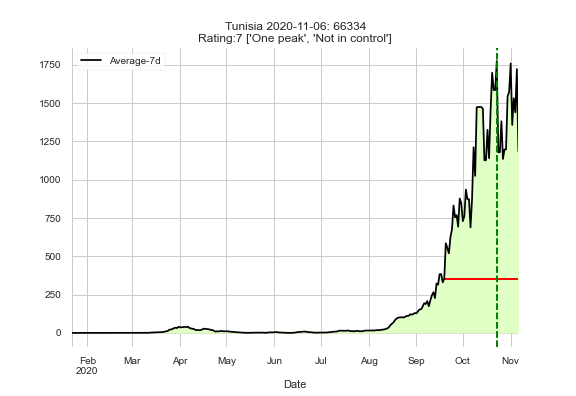 Tunisia 2020-11-06: 66334
Rating:7 ['One peak', 'Not in control']
Average-7d
1750
1500
1250
1000
750
500
250
0
Feb Mar Apr May Jun Jul Aug Sep Oct Nov
2020
Date